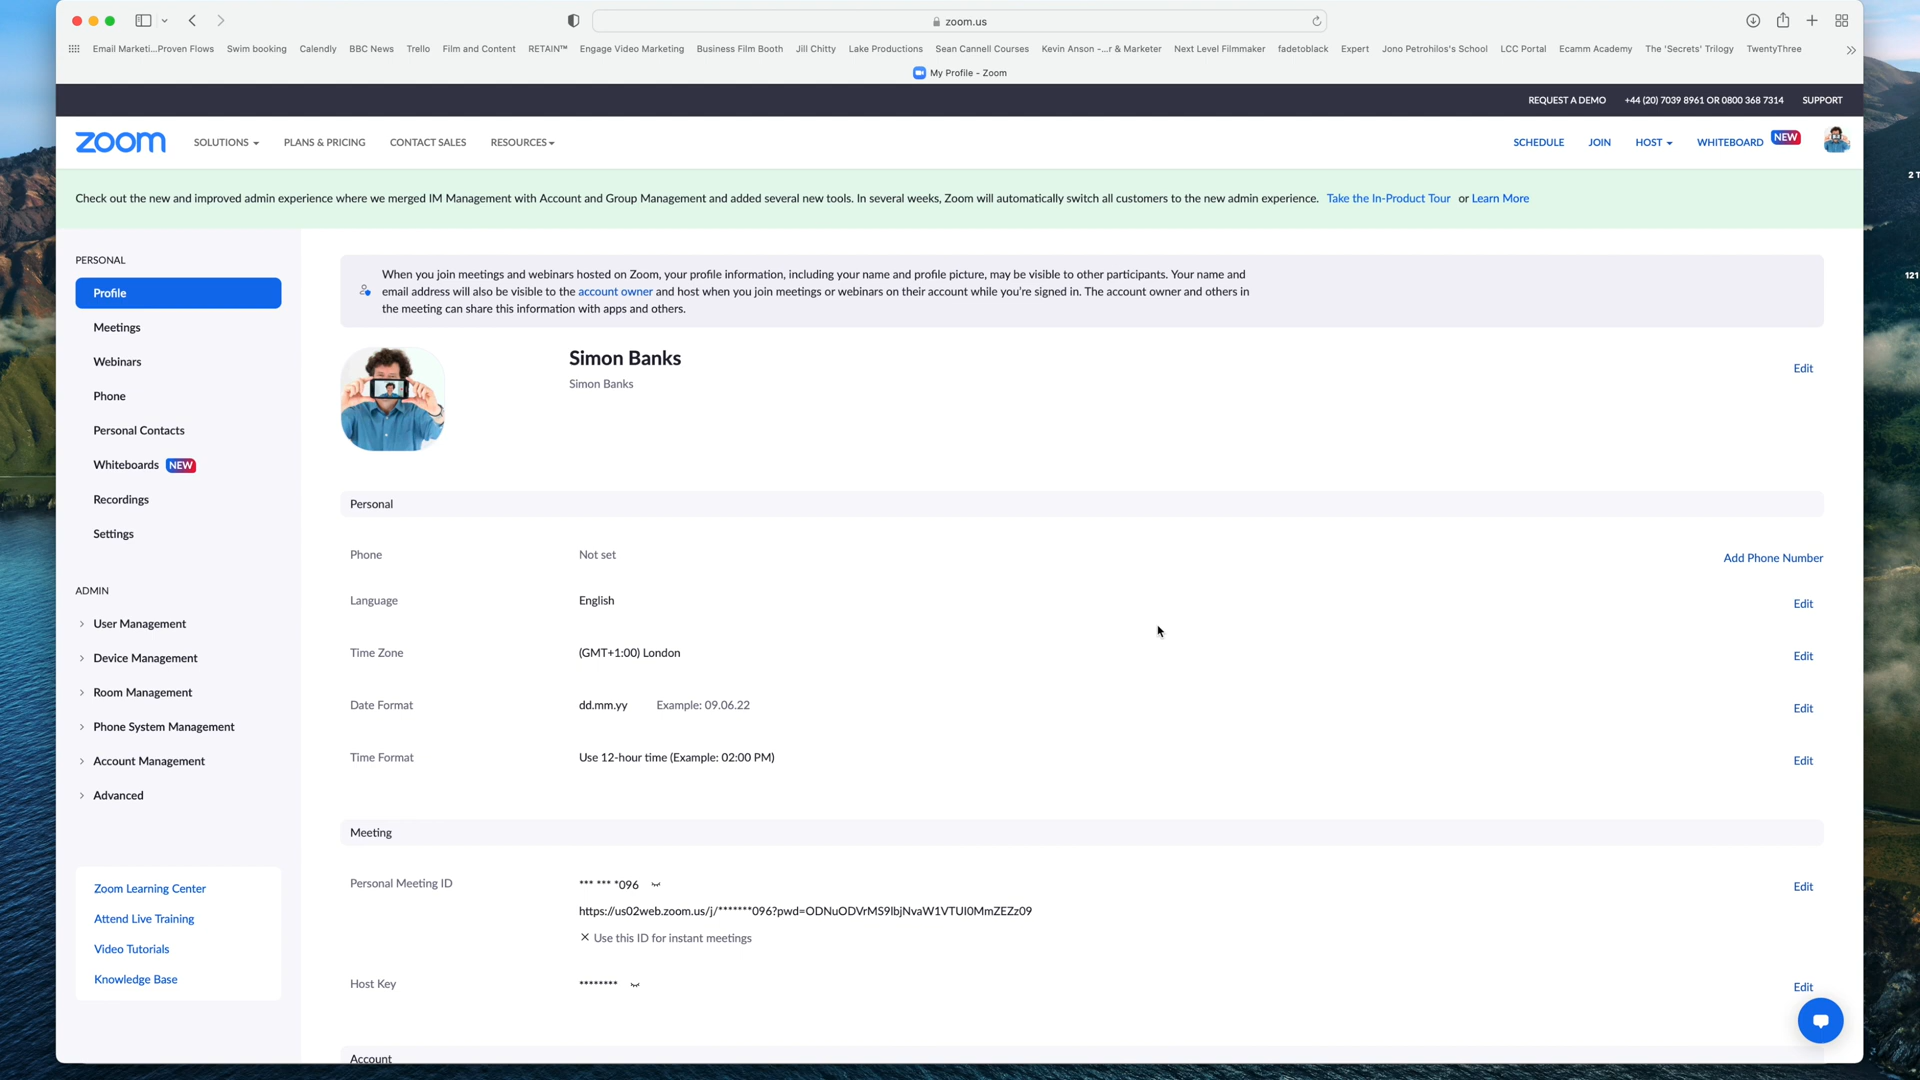 zoom.us
Email Marketi...Proven Flows Swim booking Calendly BBC News Trello Film and Content RETAIN™ Engage Video Marketing Business Film Booth Jill Chitty Lake Productions Sean Cannell Courses Kevin Anson -...r & Marketer Next Level Filmmaker fadetoblack Expert Jono Petrohilos's School LCC Portal Ecamm Academy The 'Secrets' Trilogy TwentyThree
My Profile - Zoom
REQUEST A DEMO +44 (20) 7039 8961 OR 0800 368 7314 SUPPORT
zoom SOLUTIONS PLANS & PRICING CONTACT SALES RESOURCES SCHEDULE JOIN HOST WHITEBOARD NEW
Check out the new and improved admin experience where we merged IM Management with Account and Group Management and added several new tools. In several weeks, Zoom will automatically switch all customers to the new admin experience. Take the In-Product Tour or Learn More
PERSONAL
Profile
Meetings
Webinars
Phone
Personal Contacts
Whiteboards NEW
Recordings
Settings
ADMIN
User Management
Device Management
Room Management
Phone System Management
Account Management
Advanced
Zoom Learning Center
Attend Live Training
Video Tutorials
Knowledge Base
When you join meetings and webinars hosted on Zoom, your profile information, including your name and profile picture, may be visible to other participants. Your name and
email address will also be visible to the account owner and host when you join meetings or webinars on their account while you're signed in. The account owner and others in
the meeting can share this information with apps and others.
Simon Banks
Simon Banks
Edit
Personal
Phone Not set Add Phone Number
Language English Edit
Time Zone (GMT+1:00) London Edit
Date Format dd.mm.yy Example: 09.06.22 Edit
Time Format Use 12-hour time (Example: 02:00 PM) Edit
Meeting
Personal Meeting ID *** *** *096 Edit
https://us02web.zoom.us/j/*******096?pwd=ODNuODVrMS9lbjNvaW1VTUl0MmZEZz09
× Use this ID for instant meetings
Host Key ******** Edit
Account
2 T
121